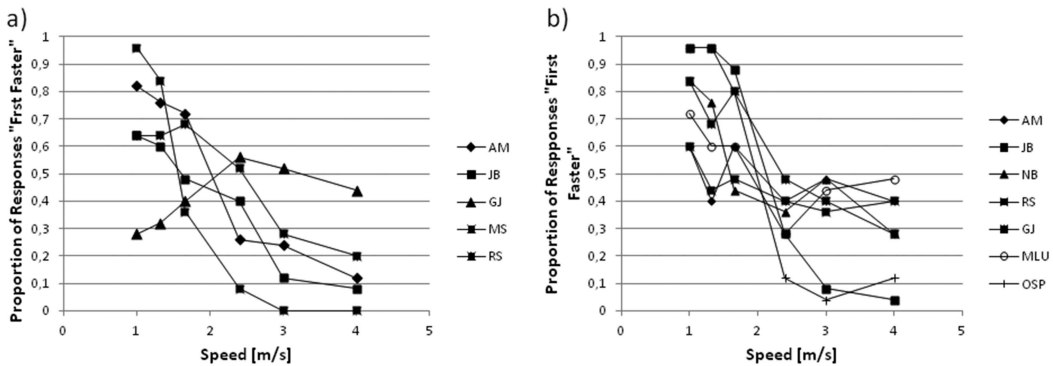 a)
Proportion of Responses "Frst Faster"
1
0,9
0,8
0,7
0,6
0,5
0,4
0,3
0,2
0,1
0
0 1 2 3 4 5
Speed [m/s]
AM
JB
GJ
MS
RS
b)
Proportion of Respponses "First
Faster"
1
0,9
0,8
0,7
0,6
0,5
0,4
0,3
0,2
0,1
0
0 1 2 3 4 5
Speed [m/s]
AM
JB
NB
RS
GJ
MLU
OSP